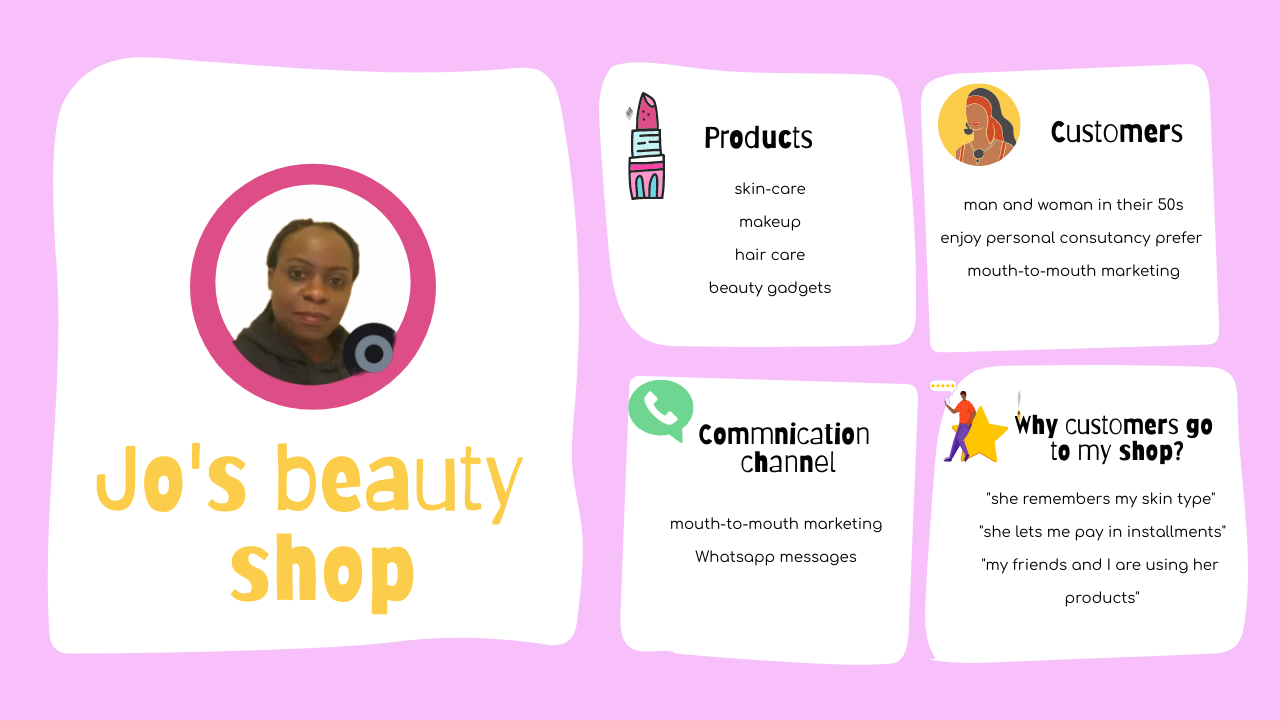 Jo's beauty
shop
Products
skin-care
makeup
hair care
beauty gadgets
Customers
man and woman in their 50s
enjoy personal consutancy prefer
mouth-to-mouth marketing
Commnication
channel
mouth-to-mouth marketing
Whatsapp messages
Why customers go
to my shop?
"she remembers my skin type"
"she lets me pay in installments"
"my friends and I are using her
products"